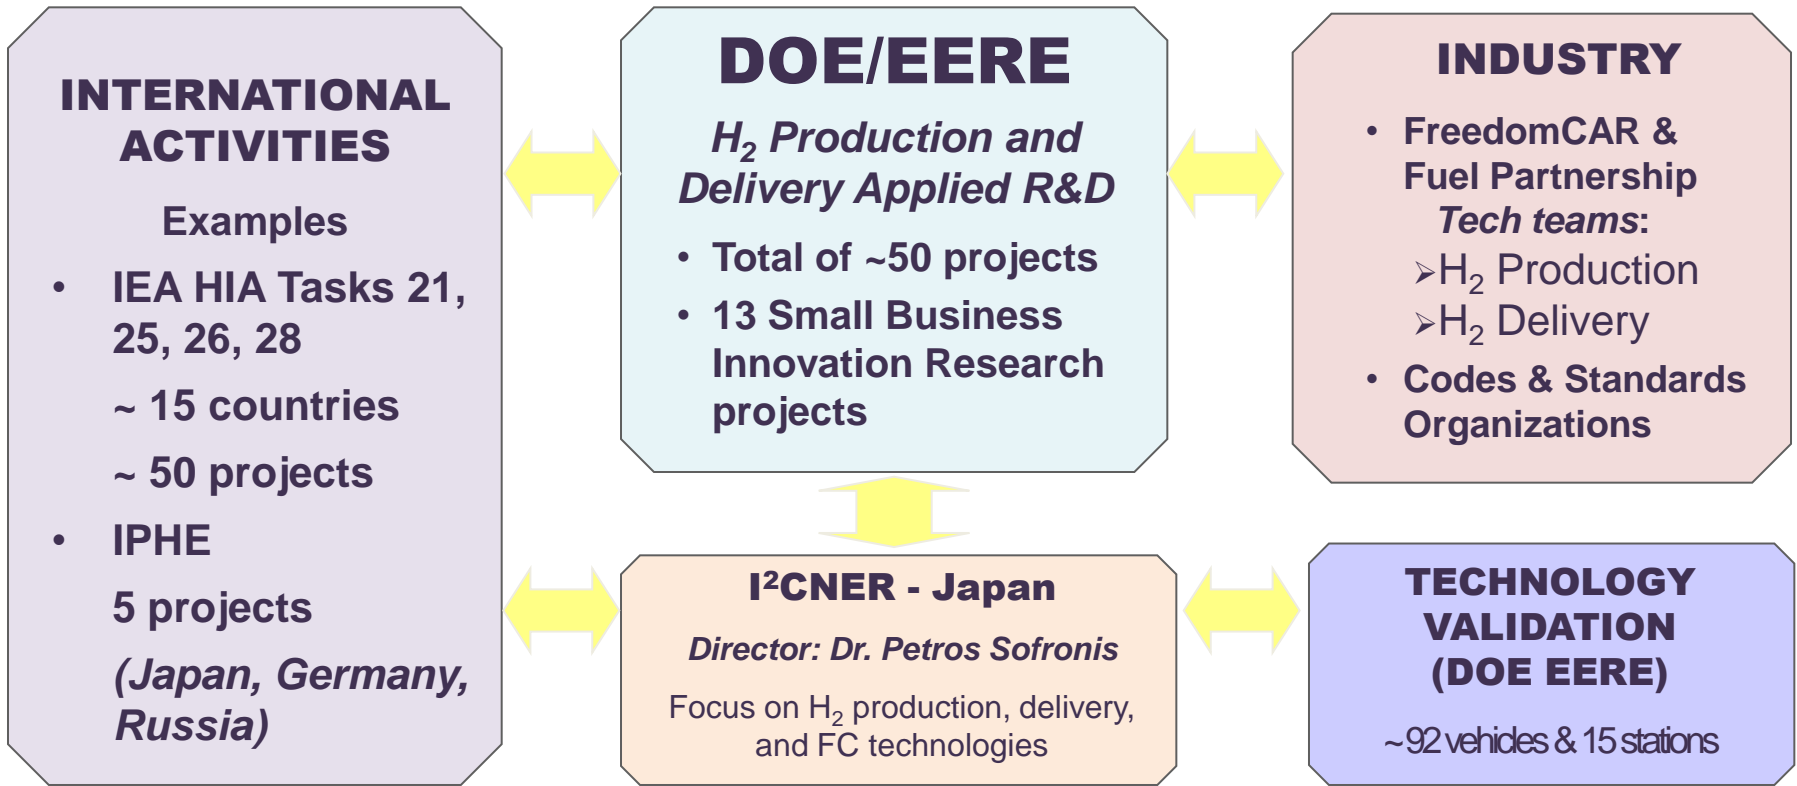 INTERNATIONAL
ACTIVITIES
Examples
• IEA HIA Tasks 21,
25, 26, 28
~ 15 countries
~ 50 projects
• IPHE
5 projects
(Japan, Germany,
Russia)
DOE/EERE
H₂ Production and
Delivery Applied R&D
• Total of ~50 projects
• 13 Small Business
Innovation Research
projects
INDUSTRY
• FreedomCAR &
Fuel Partnership
Tech teams:
➢H₂ Production
➢H₂ Delivery
• Codes & Standards
Organizations
I²CNER - Japan
Director: Dr. Petros Sofronis
Focus on H₂ production, delivery,
and FC technologies
TECHNOLOGY
VALIDATION
(DOE EERE)
~92 vehicles & 15 stations